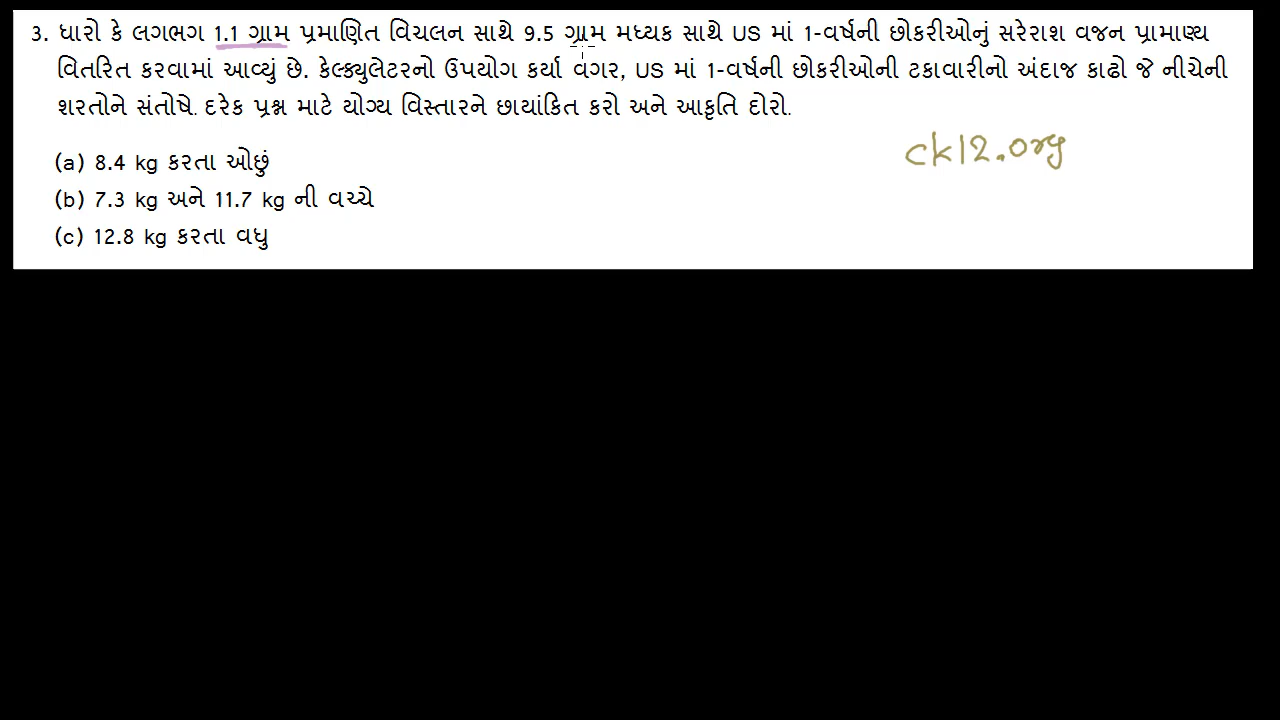 3. ધારો કે લગભગ 1.1 ગ્રામ પ્રમાણિત વિચલન સાથે 9.5 ગ્રામ મધ્યક સાથે US માં 1-વર્ષની છોકરીઓનું સરેરાશ વજન પ્રામાણ્ય
વિતરિત કરવામાં આવ્યું છે. કેલ્ક્યુલેટરનો ઉપયોગ કર્યા વગર, US માં 1-વર્ષની છોકરીઓની ટકાવારીનો અંદાજ કાઢો જે નીચેની
શરતોને સંતોષે. દરેક પ્રશ્ન માટે યોગ્ય વિસ્તારને છાયાંકિત કરો અને આકૃતિ દોરો.
ck12.org
(a) 8.4 kg કરતા ઓછું
(b) 7.3 kg અને 11.7 kg ની વચ્ચે
(c) 12.8 kg કરતા વધુ